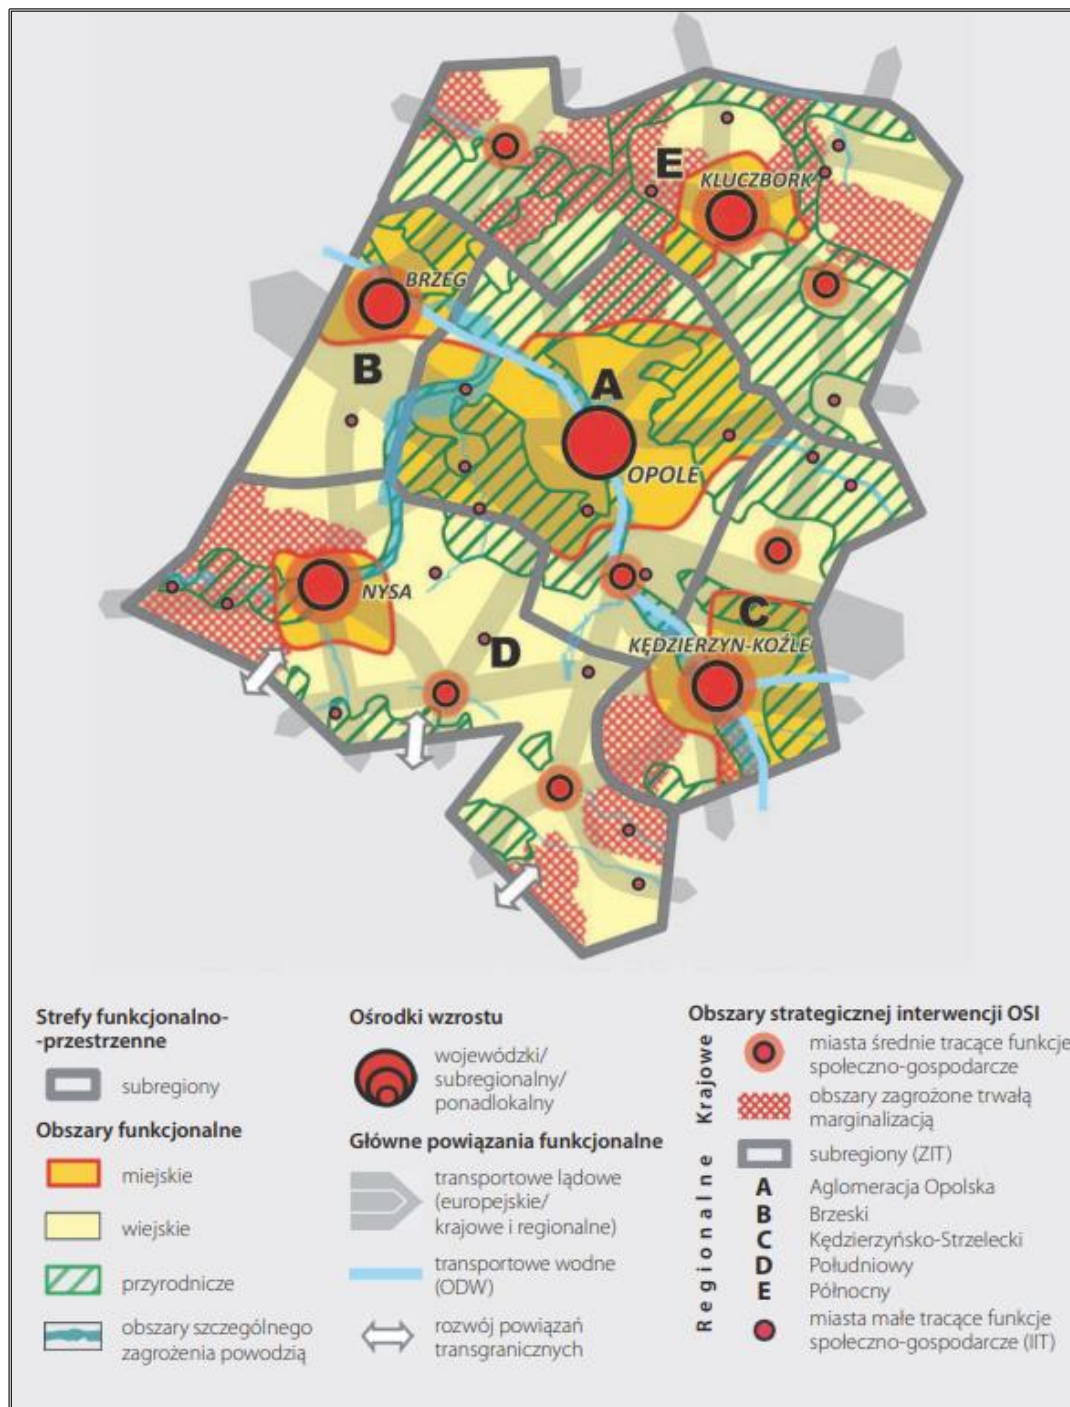 E
KLUCZBORK
BRZEG
B
A
OPOLE
NYSA
C
D
KĘDZIERZYN-KOŹLE
Strefy funkcjonalno-
-przestrzenne
subregiony
Obszary funkcjonalne
miejskie
wiejskie
przyrodnicze
obszary szczególnego
zagrożenia powodzią
Ośrodki wzrostu
wojewódzki/
subregionalny/
ponadlokalny
Główne powiązania funkcjonalne
transportowe lądowe
(europejskie/
krajowe i regionalne)
transportowe wodne
(ODW)
rozwój powiązań
transgranicznych
Obszary strategicznej interwencji OSI
Krajowe
miasta średnie tracące funkcje
społeczno-gospodarcze
obszary zagrożone trwałą
marginalizacją
Regionalne
subregiony (ZIT)
A Aglomeracja Opolska
B Brzeski
C Kędzierzyńsko-Strzelecki
D Południowy
E Północny
miasta małe tracące funkcje
społeczno-gospodarcze (IIT)